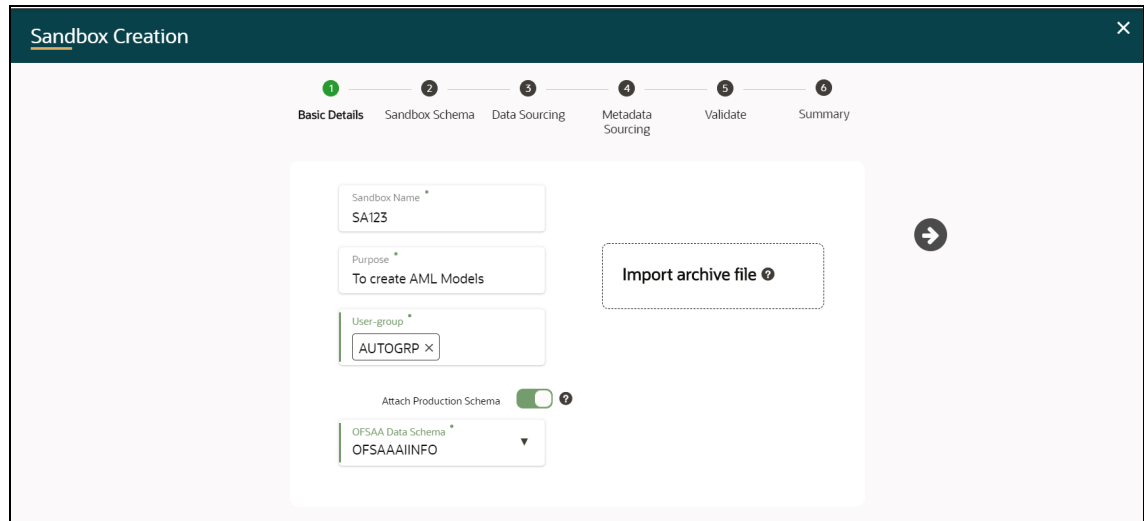 Sandbox Creation
1 2 3 4 5 6
Basic Details Sandbox Schema Data Sourcing Metadata Sourcing Validate Summary
Sandbox Name *
SA123
Purpose *
To create AML Models
Import archive file ?
User-group *
AUTOGRP ×
Attach Production Schema ?
OFSAA Data Schema *
OFSAAAIINFO